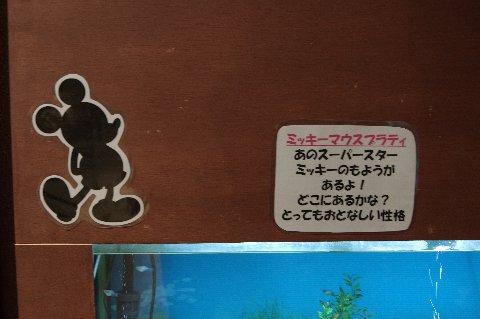 ミッキーマウスプラティ
あのスーパースター
ミッキーのもようが
あるよ!
どこにあるかな?
とってもおとなしい性格